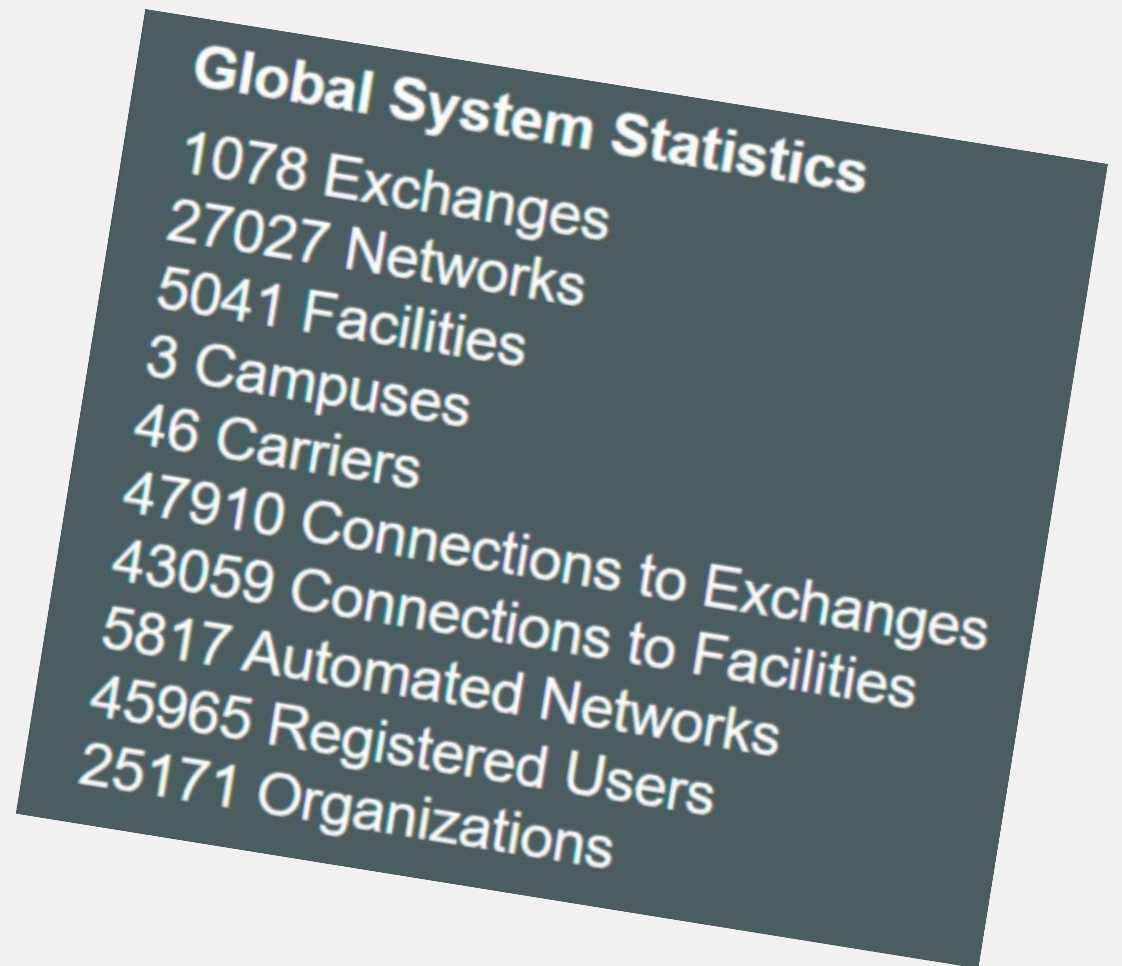 Global System Statistics
1078 Exchanges
27027 Networks
5041 Facilities
3 Campuses
46 Carriers
47910 Connections to Exchanges
43059 Connections to Facilities
5817 Automated Networks
45965 Registered Users
25171 Organizations